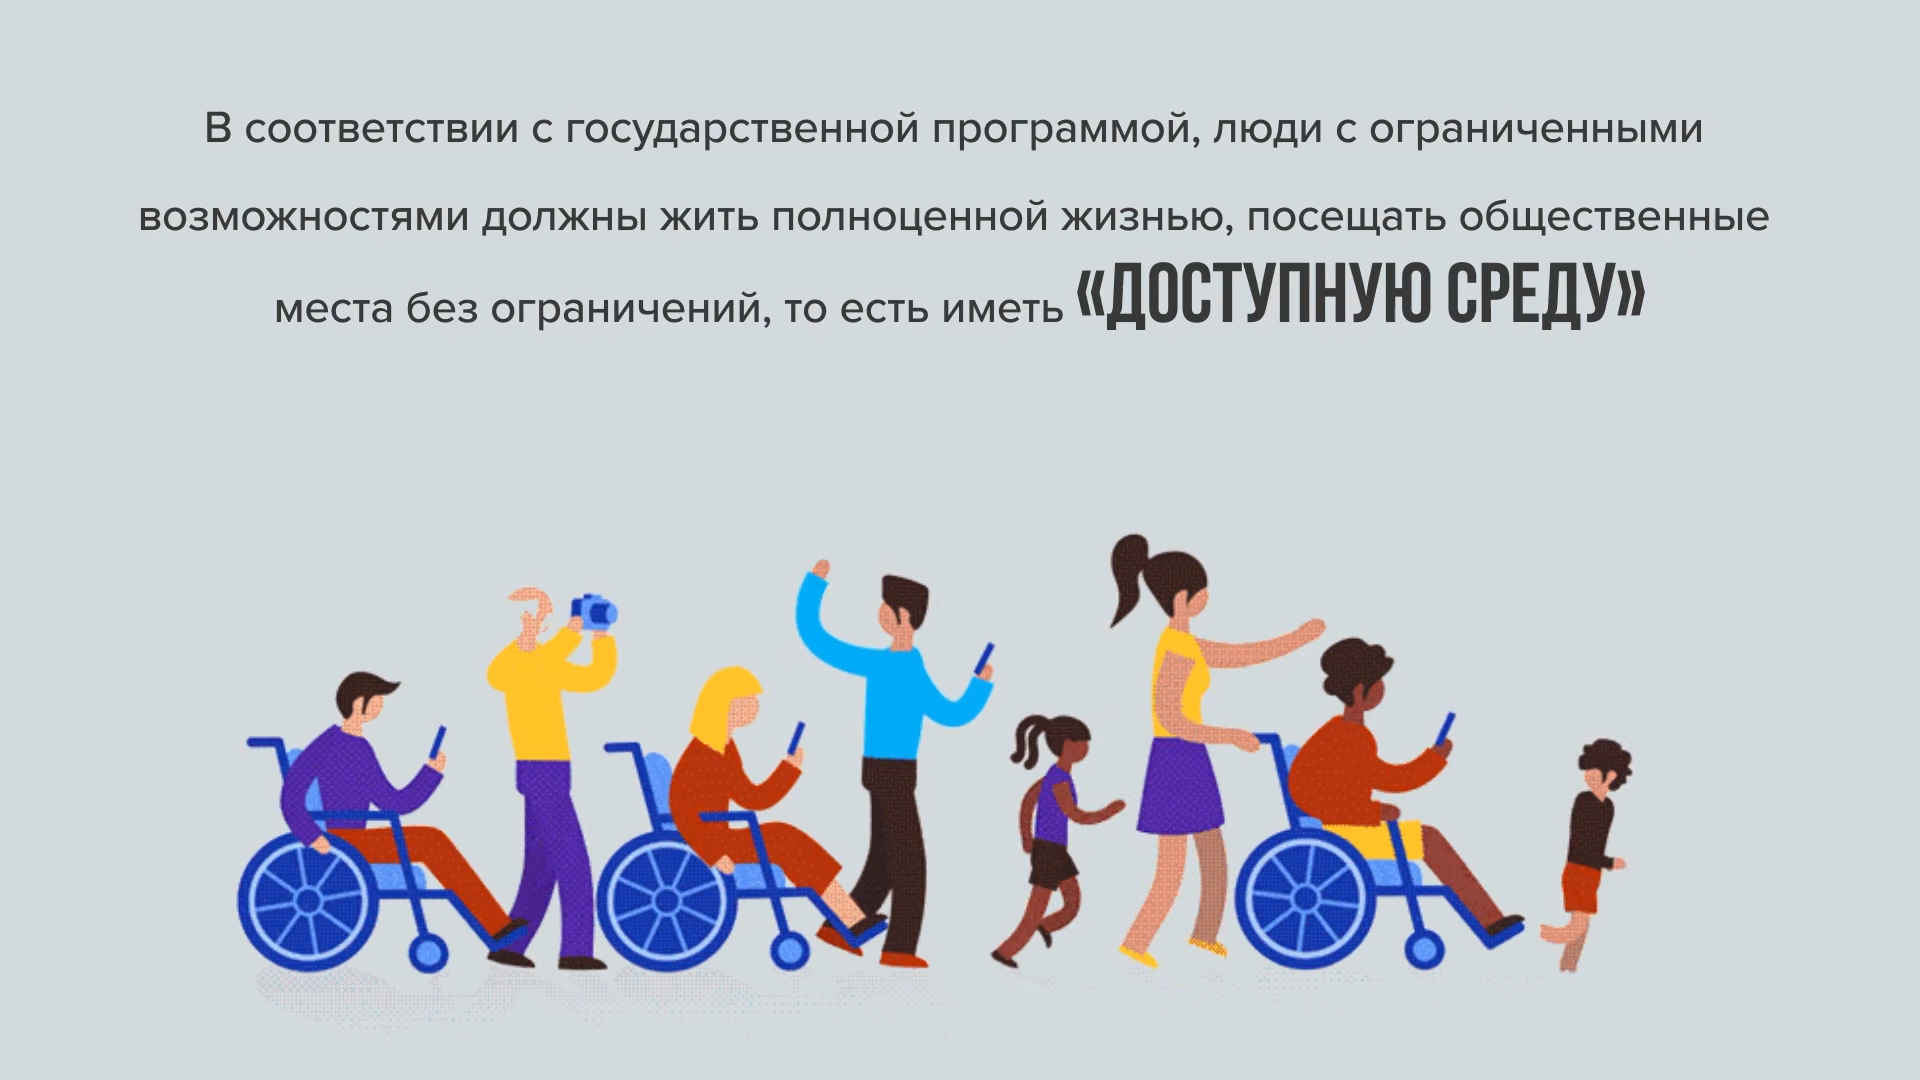 В соответствии с государственной программой, люди с ограниченными
возможностями должны жить полноценной жизнью, посещать общественные
места без ограничений, то есть иметь «ДОСТУПНУЮ СРЕДУ»